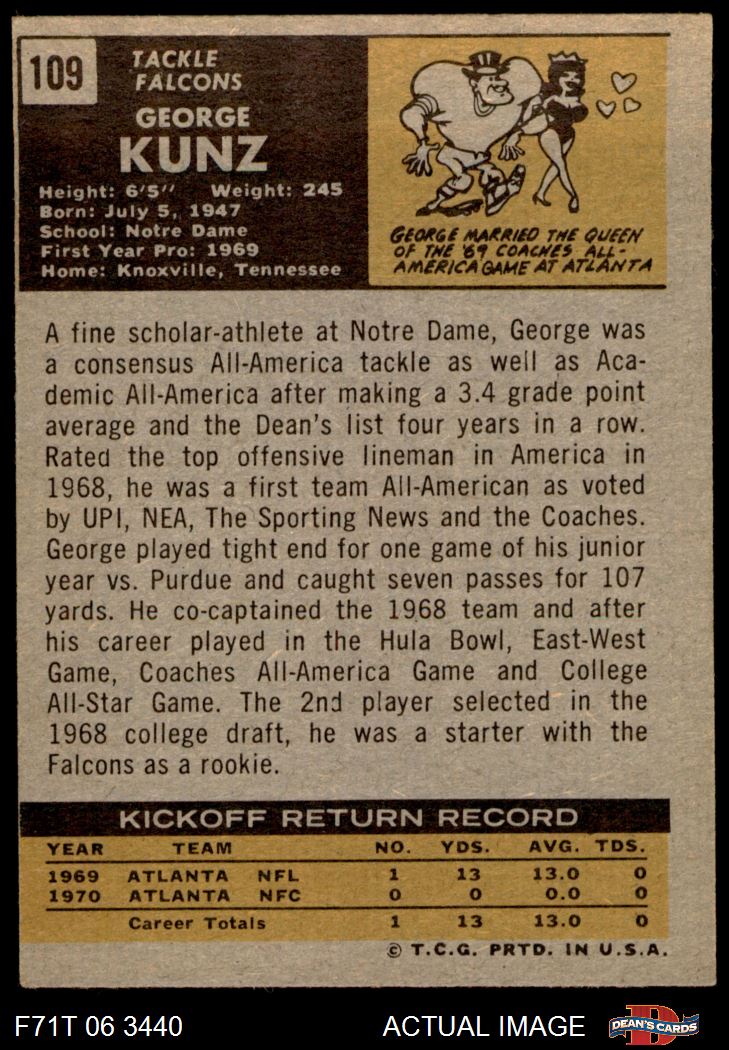 109
TACKLE
FALCONS
GEORGE
KUNZ
Height: 6'5" Weight: 245
Born: July 5, 1947
School: Notre Dame
First Year Pro: 1969
Home: Knoxville, Tennessee
GEORGE MARRIED THE QUEEN
OF THE '69 COACHES ALL-
AMERICA GAME AT ATLANTA
A fine scholar-athlete at Notre Dame, George was
a consensus All-America tackle as well as Aca-
demic All-America after making a 3.4 grade point
average and the Dean's list four years in a row.
Rated the top offensive lineman in America in
1968, he was a first team All-American as voted
by UPI, NEA, The Sporting News and the Coaches.
George played tight end for one game of his junior
year vs. Purdue and caught seven passes for 107
yards. He co-captained the 1968 team and after
his career played in the Hula Bowl, East-West
Game, Coaches All-America Game and College
All-Star Game. The 2nd player selected in the
1968 college draft, he was a starter with the
Falcons as a rookie.
KICKOFF RETURN RECORD
YEAR TEAM NO. YDS. AVG. TDS.
1969 ATLANTA NFL 1 13 13.0 0
1970 ATLANTA NFC 0 0 0.0 0
Career Totals 1 13 13.0 0
© T.C.G. PRTD. IN U.S.A.
F71T 06 3440 ACTUAL IMAGE DEAN'S CARDS